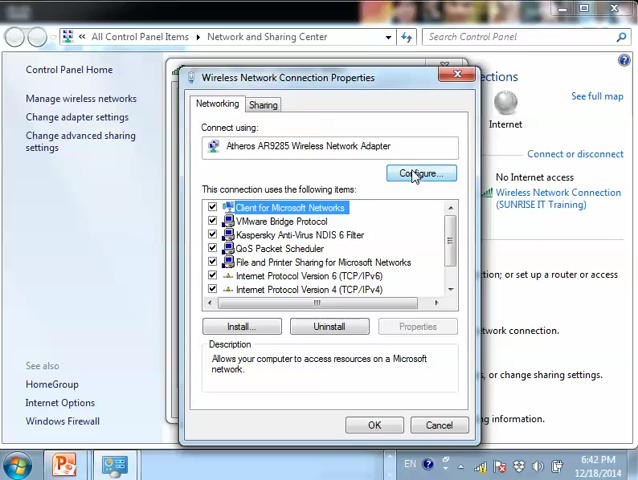 All Control Panel Items
Network and Sharing Center
Search Control Panel
Control Panel Home
Manage wireless networks
Change adapter settings
Change advanced sharing
settings
See also
HomeGroup
Internet Options
Windows Firewall
Wireless Network Connection Properties
Networking
Sharing
Connect using:
Atheros AR9285 Wireless Network Adapter
Configure...
This connection uses the following items:
Client for Microsoft Networks
VMware Bridge Protocol
Kaspersky Anti-Virus NDIS 6 Filter
QoS Packet Scheduler
File and Printer Sharing for Microsoft Networks
Internet Protocol Version 6 (TCP/IPv6)
Internet Protocol Version 4 (TCP/IPv4)
Install...
Uninstall
Properties
Description
Allows your computer to access resources on a Microsoft
network.
OK
Cancel
See full map
Internet
Connect or disconnect
No Internet access
Wireless Network Connection
(SUNRISE IT Training)
; or set up a router or access
twork connection.
s, or change sharing settings.
ing information.
EN
6:42 PM
12/18/2014